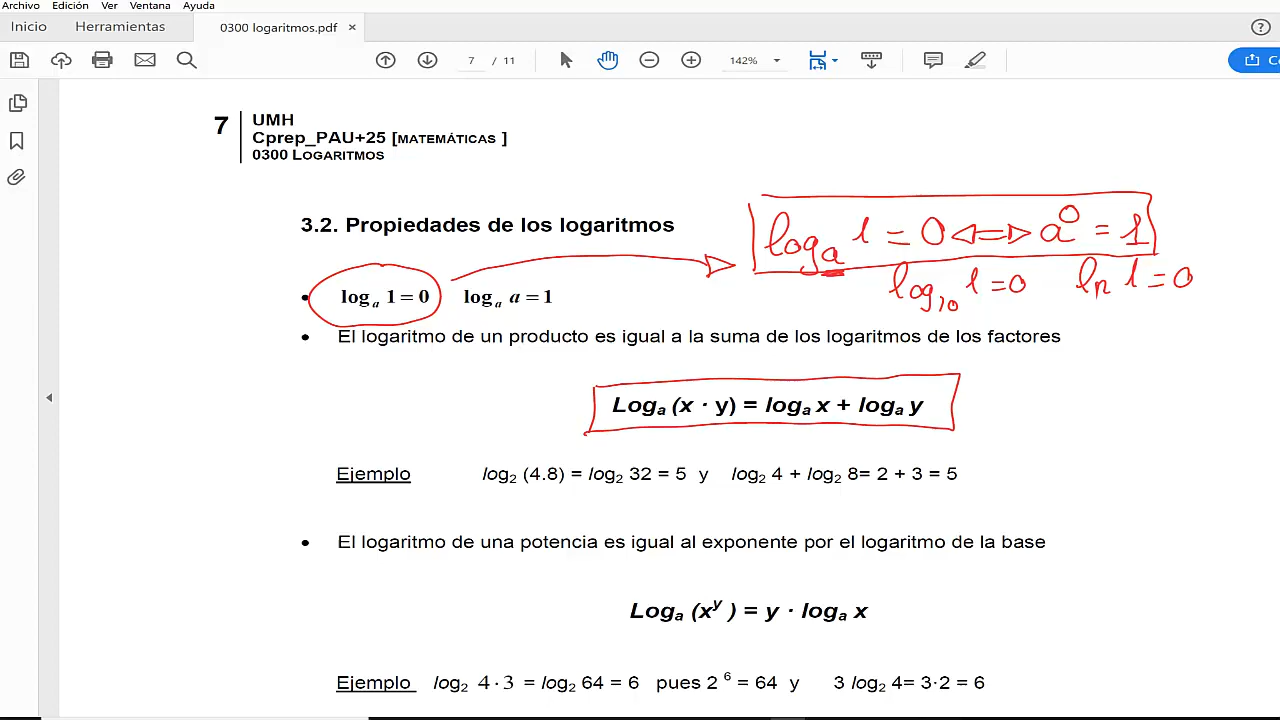 Archivo Edición Ver Ventana Ayuda
Inicio Herramientas 0300 logaritmos.pdf ×
7 / 11 142%
7 UMH
Cprep_PAU+25 [MATEMÁTICAS ]
0300 LOGARITMOS
3.2. Propiedades de los logaritmos
logₐ 1 = 0 <=> a⁰ = 1
log₁₀ 1 = 0 ln 1 = 0
• logₐ 1 = 0 logₐ a = 1
• El logaritmo de un producto es igual a la suma de los logaritmos de los factores
Logₐ (x · y) = logₐ x + logₐ y
Ejemplo log₂ (4.8) = log₂ 32 = 5 y log₂ 4 + log₂ 8= 2 + 3 = 5
• El logaritmo de una potencia es igual al exponente por el logaritmo de la base
Logₐ (xʸ ) = y · logₐ x
Ejemplo log₂ 4·3 = log₂ 64 = 6 pues 2 ⁶ = 64 y 3 log₂ 4= 3·2 = 6